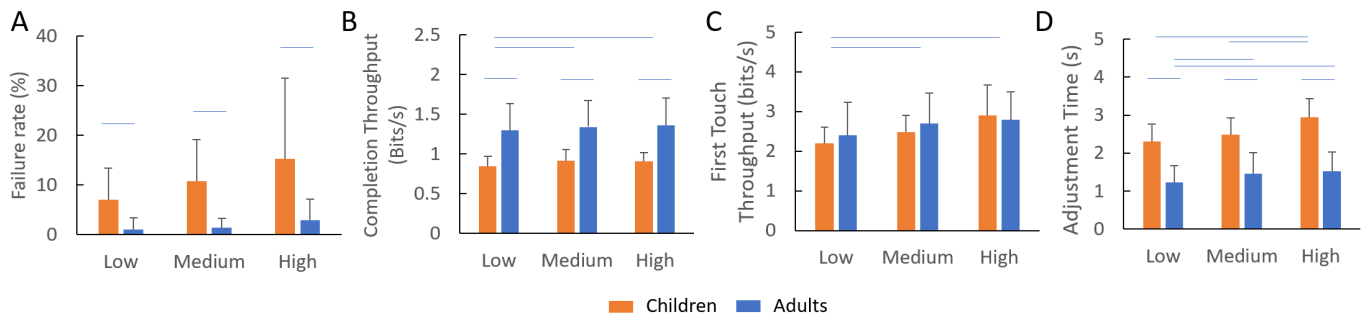 A
Failure rate (%)
40
30
20
10
0
Low Medium High
B
Completion Throughput
(Bits/s)
2.5
2
1.5
1
0.5
0
Low Medium High
C
First Touch
Throughput (bits/s)
5
4
3
2
1
0
Low Medium High
D
Adjustment Time (s)
5
4
3
2
1
0
Low Medium High
Children Adults